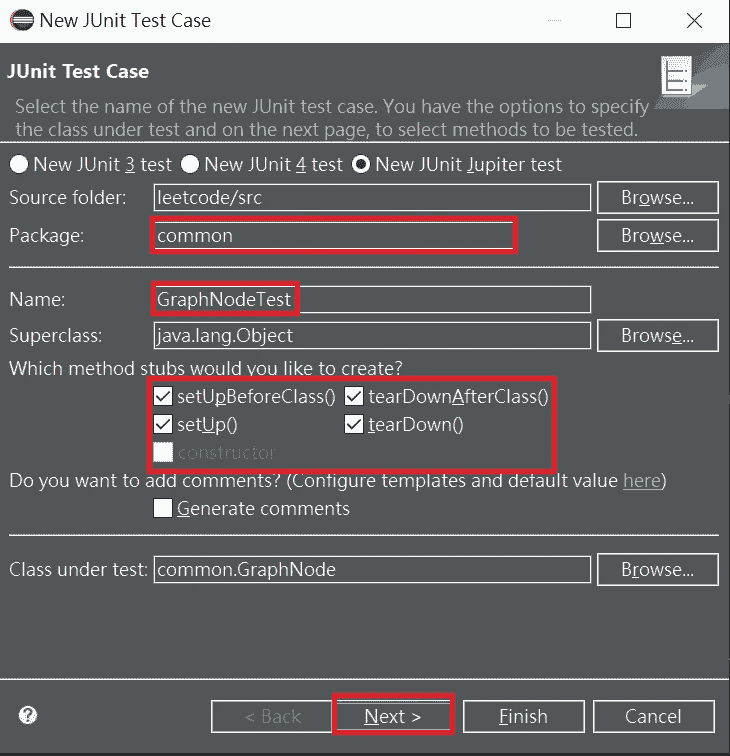 New JUnit Test Case
JUnit Test Case
Select the name of the new JUnit test case. You have the options to specify
the class under test and on the next page, to select methods to be tested.
New JUnit 3 test New JUnit 4 test New JUnit Jupiter test
Source folder: leetcode/src Browse...
Package: common Browse...
Name: GraphNodeTest
Superclass: java.lang.Object Browse...
Which method stubs would you like to create?
setUpBeforeClass() tearDownAfterClass()
setUp() tearDown()
constructor
Do you want to add comments? (Configure templates and default value here)
Generate comments
Class under test: common.GraphNode Browse...
? < Back Next > Finish Cancel